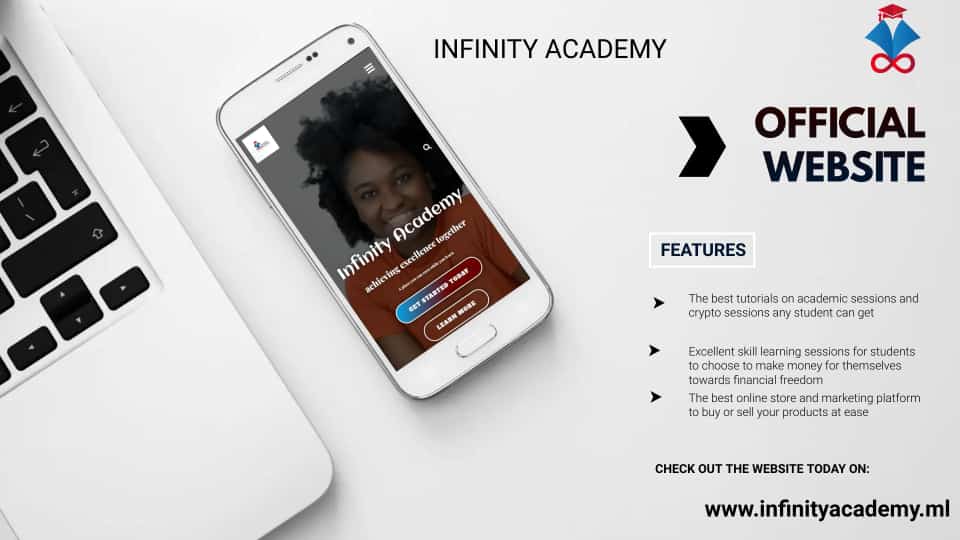 INFINITY ACADEMY
OFFICIAL
WEBSITE
Infinity Academy
achieving excellence together
GET STARTED TODAY
LEARN MORE
FEATURES
The best tutorials on academic sessions and
crypto sessions any student can get
Excellent skill learning sessions for students
to choose to make money for themselves
towards financial freedom
The best online store and marketing platform
to buy or sell your products at ease
CHECK OUT THE WEBSITE TODAY ON:
www.infinityacademy.ml